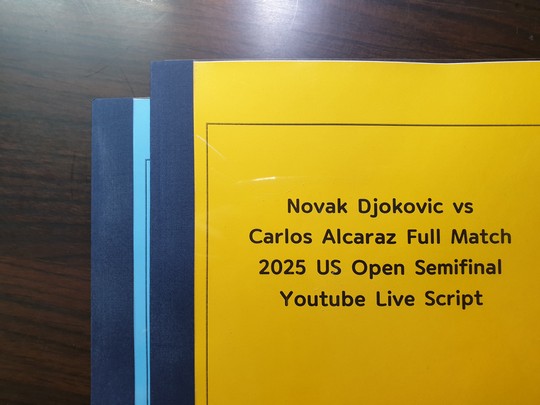 Novak Djokovic vs
Carlos Alcaraz Full Match
2025 US Open Semifinal
Youtube Live Script